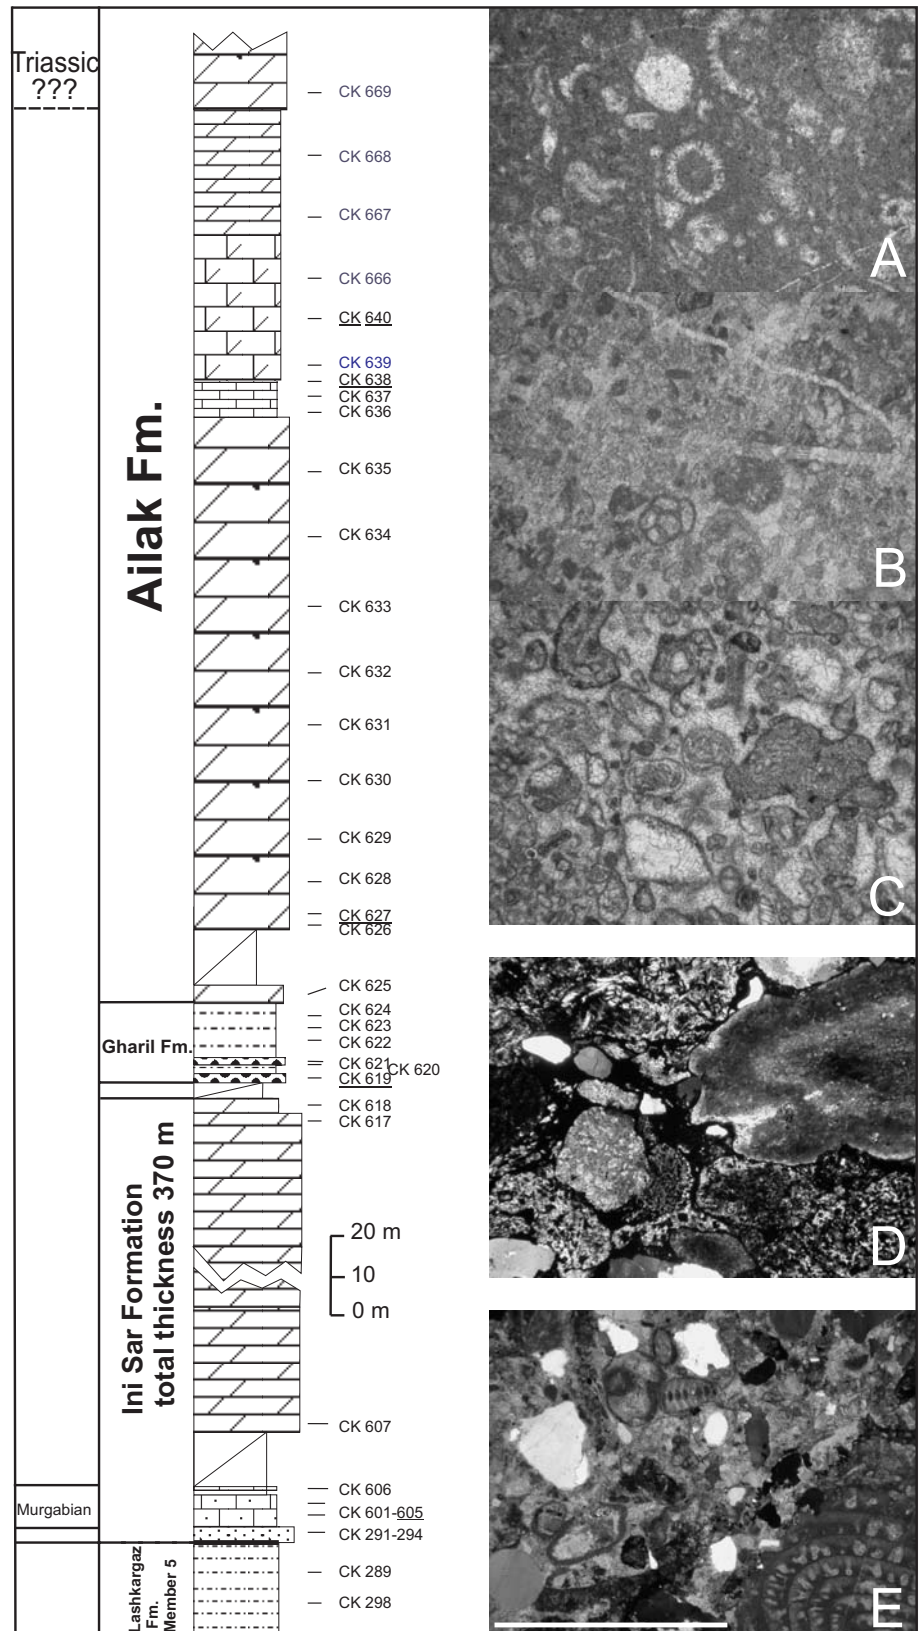 Triassic
???
Murgabian
Ailak Fm.
Gharil Fm.
Ini Sar Formation
total thickness 370 m
Lashkargaz
Fm.
Member 5
CK 669
CK 668
CK 667
CK 666
CK 640
CK 639
CK 638
CK 637
CK 636
CK 635
CK 634
CK 633
CK 632
CK 631
CK 630
CK 629
CK 628
CK 627
CK 626
CK 625
CK 624
CK 623
CK 622
CK 621
CK 620
CK 619
CK 618
CK 617
20 m
10
0 m
CK 607
CK 606
CK 601-605
CK 291-294
CK 289
CK 298
A
B
C
D
E